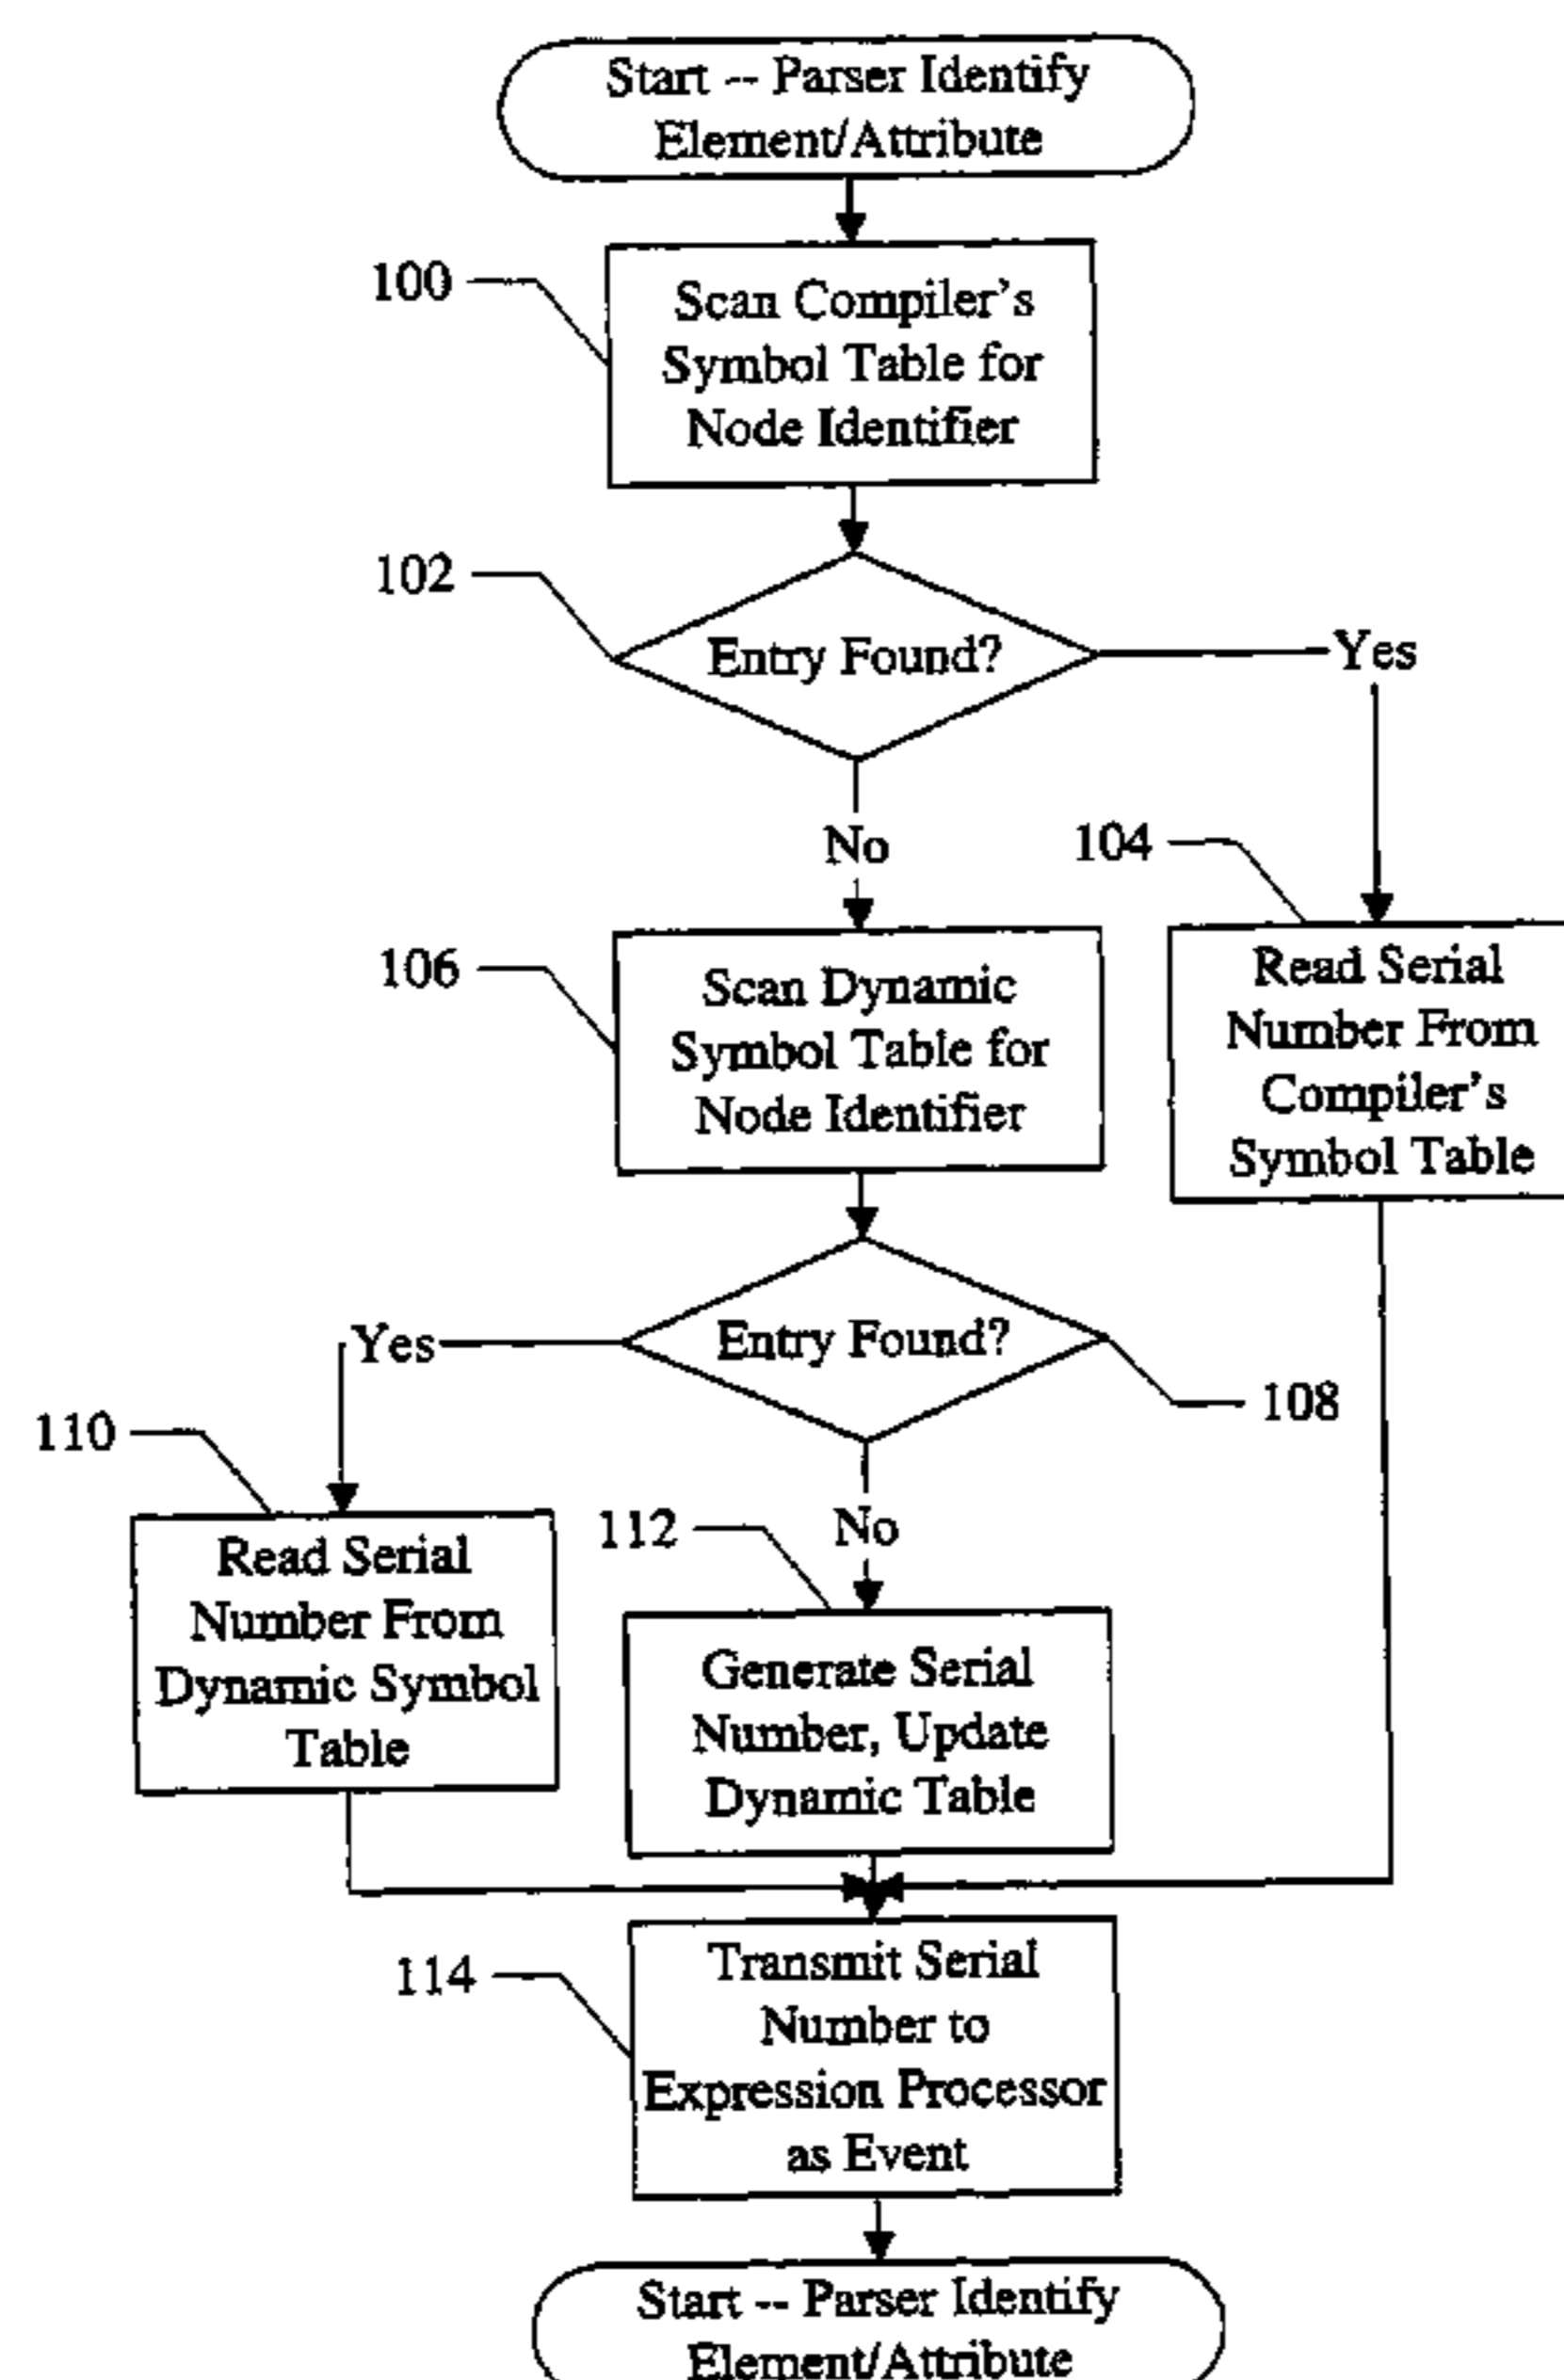 Start -- Parser Identify
Element/Attribute
100
Scan Compiler's
Symbol Table for
Node Identifier
102
Entry Found?
Yes
No
104
106
Scan Dynamic
Symbol Table for
Node Identifier
Read Serial
Number From
Compiler's
Symbol Table
Yes
Entry Found?
108
110
112
No
Read Serial
Number From
Dynamic Symbol
Table
Generate Serial
Number, Update
Dynamic Table
114
Transmit Serial
Number to
Expression Processor
as Event
Start -- Parser Identify
Element/Attribute